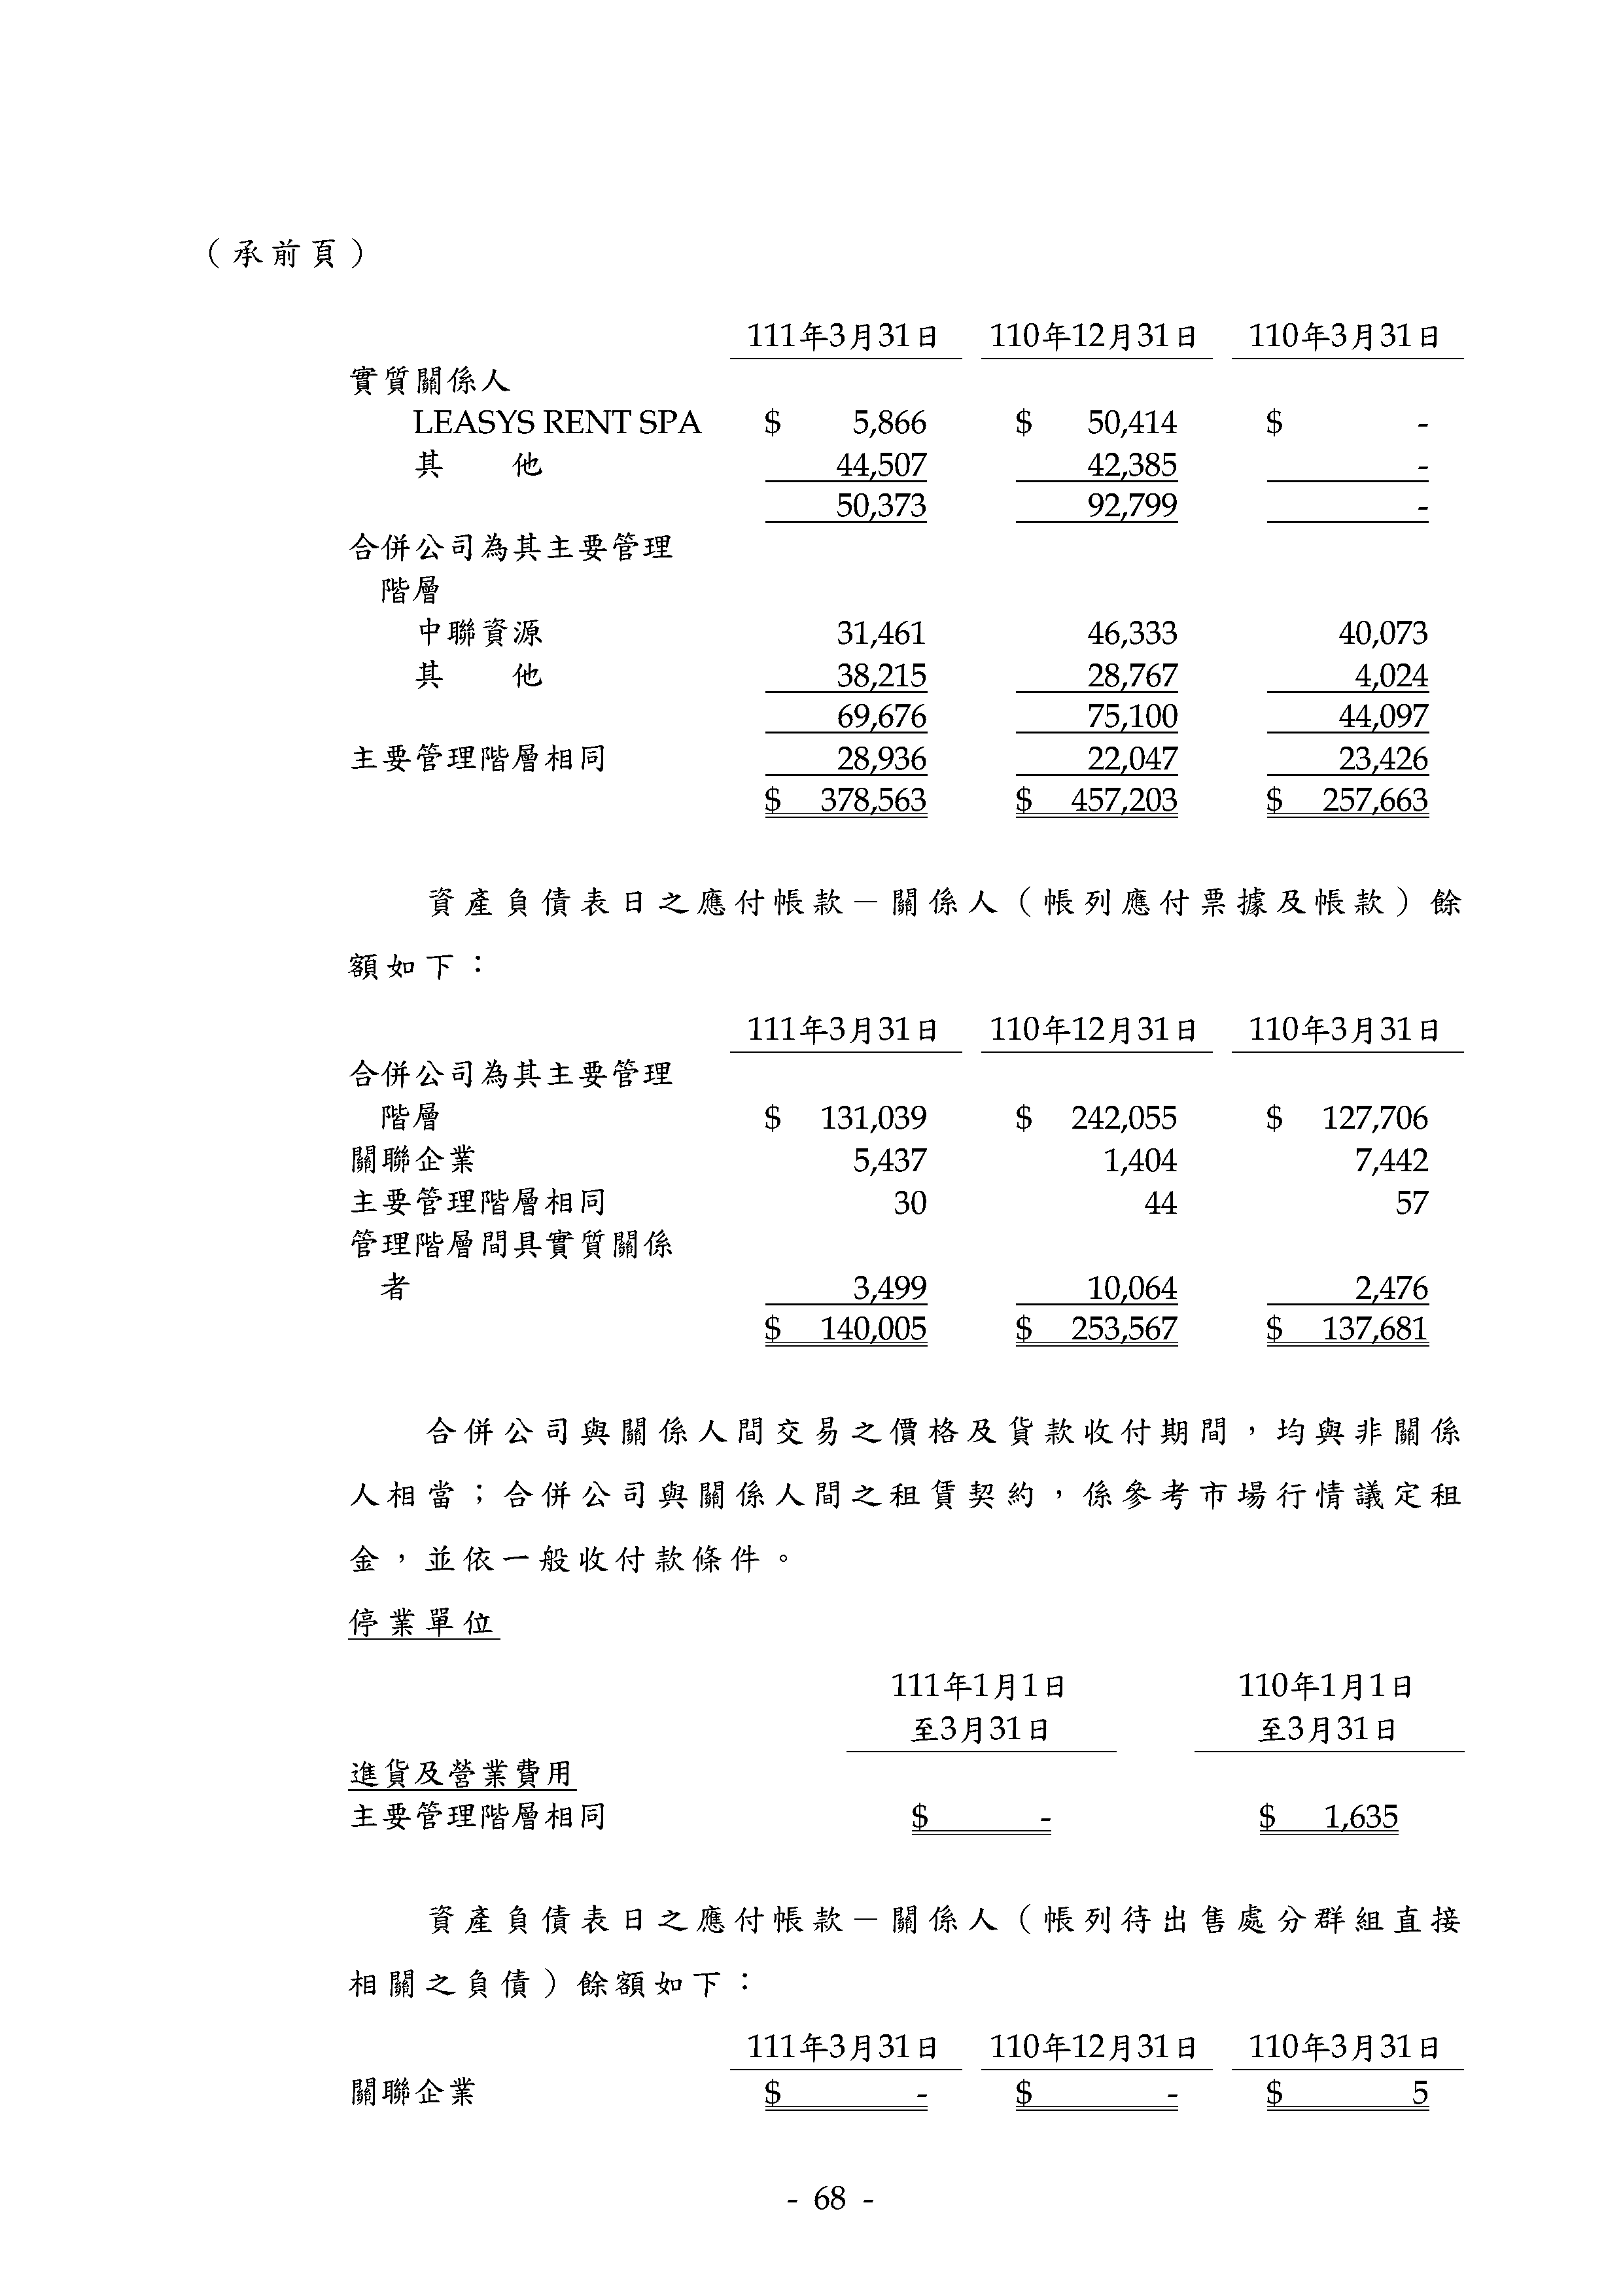 （承前頁）
111年3月31日 110年12月31日 110年3月31日
實質關係人
LEASYS RENT SPA $ 5,866 $ 50,414 $ -
其　　他 44,507 42,385 -
50,373 92,799 -
合併公司為其主要管理
階層
中聯資源 31,461 46,333 40,073
其　　他 38,215 28,767 4,024
69,676 75,100 44,097
主要管理階層相同 28,936 22,047 23,426
$ 378,563 $ 457,203 $ 257,663
資產負債表日之應付帳款－關係人（帳列應付票據及帳款）餘
額如下：
111年3月31日 110年12月31日 110年3月31日
合併公司為其主要管理
階層 $ 131,039 $ 242,055 $ 127,706
關聯企業 5,437 1,404 7,442
主要管理階層相同 30 44 57
管理階層間具實質關係
者 3,499 10,064 2,476
$ 140,005 $ 253,567 $ 137,681
合併公司與關係人間交易之價格及貨款收付期間，均與非關係
人相當；合併公司與關係人間之租賃契約，係參考市場行情議定租
金，並依一般收付款條件。
停業單位
111年1月1日 110年1月1日
至3月31日 至3月31日
進貨及營業費用
主要管理階層相同 $ - $ 1,635
資產負債表日之應付帳款－關係人（帳列待出售處分群組直接
相關之負債）餘額如下：
111年3月31日 110年12月31日 110年3月31日
關聯企業 $ - $ - $ 5
- 68 -